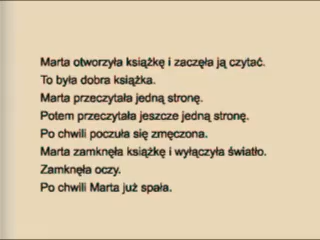 Marta otworzyła książkę i zaczęła ją czytać.
To była dobra książka.
Marta przeczytała jedną stronę.
Potem przeczytała jeszcze jedną stronę.
Po chwili poczuła się zmęczona.
Marta zamknęła książkę i wyłączyła światło.
Zamknęła oczy.
Po chwili Marta już spała.